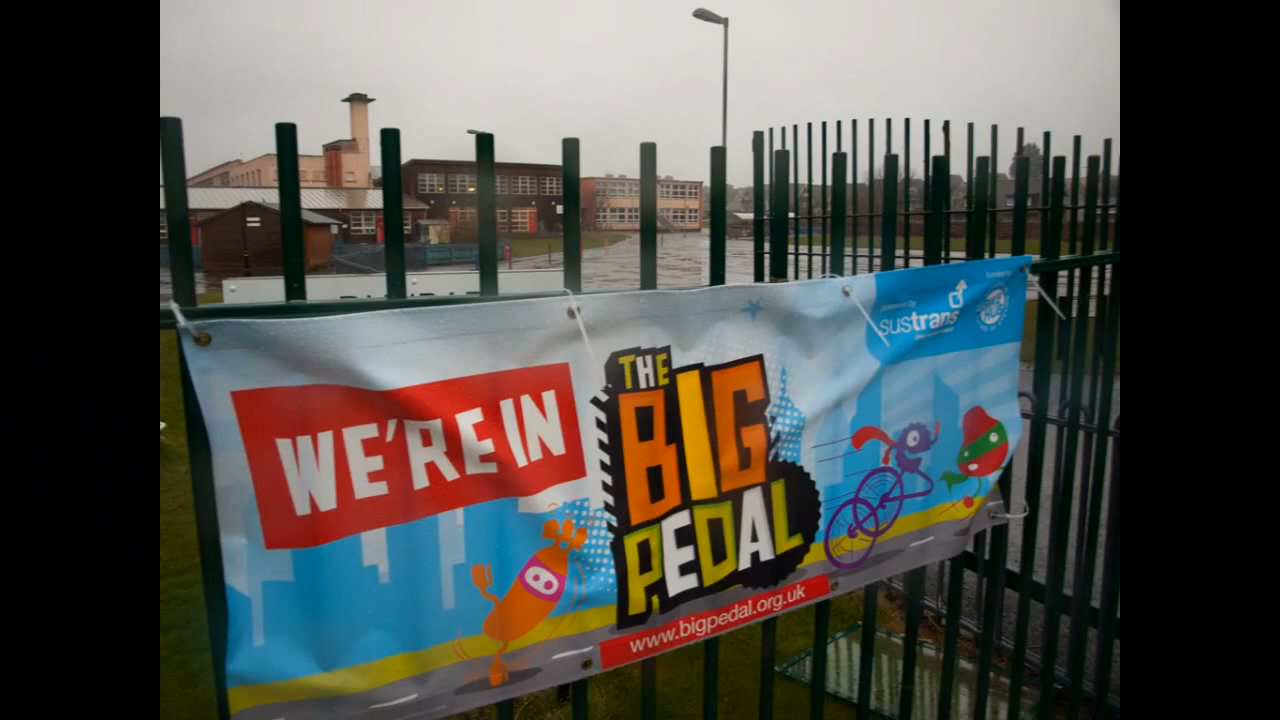 WE'RE IN
THE
BIG
PEDAL
www.bigpedal.org.uk
sustrans